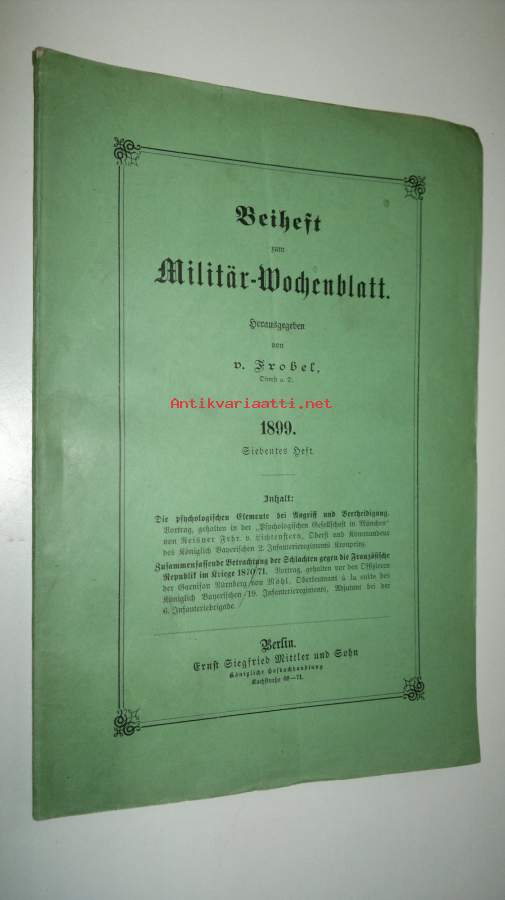 Beiheft
zum
Militär-Wochenblatt.
Herausgegeben
von
v. Frobel,
Oberst a. D.
Antikvariaatti.net
1899.
Siebentes Heft.
Inhalt:
Die psychologischen Elemente bei Angriff und Vertheidigung.
Vortrag, gehalten in der „Psychologischen Gesellschaft in München"
von Reisner Frhr. v. Lichtenstern, Oberst und Kommandeur
des Königlich Bayerischen 2. Infanterieregiments Kronprinz.
Zusammenfassende Betrachtung der Schlachten gegen die Französische
Republik im Kriege 1870/71. Vortrag, gehalten vor den Offizieren
der Garnison Nürnberg von Mohl, Oberlieutnant à la suite des
Königlich Bayerischen 19. Infanterieregiments, Adjutant bei der
6. Infanteriebrigade.
Berlin.
Ernst Siegfried Mittler und Sohn
Königliche Hofbuchhandlung
Kochstraße 68–71.